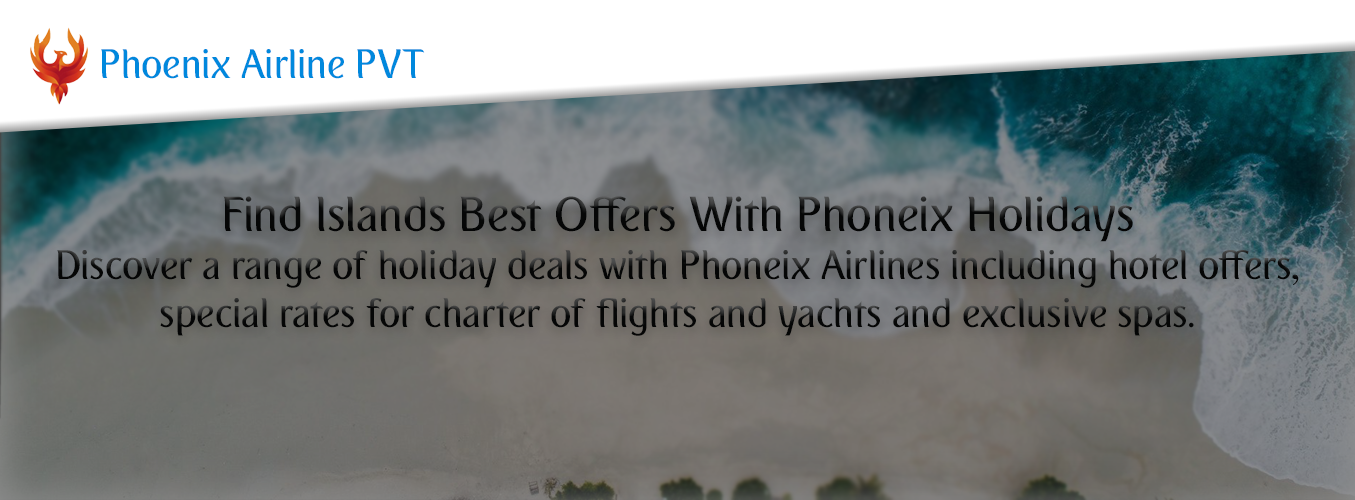 Phoenix Airline PVT
Find Islands Best Offers With Phoneix Holidays
Discover a range of holiday deals with Phoneix Airlines including hotel offers,
special rates for charter of flights and yachts and exclusive spas.